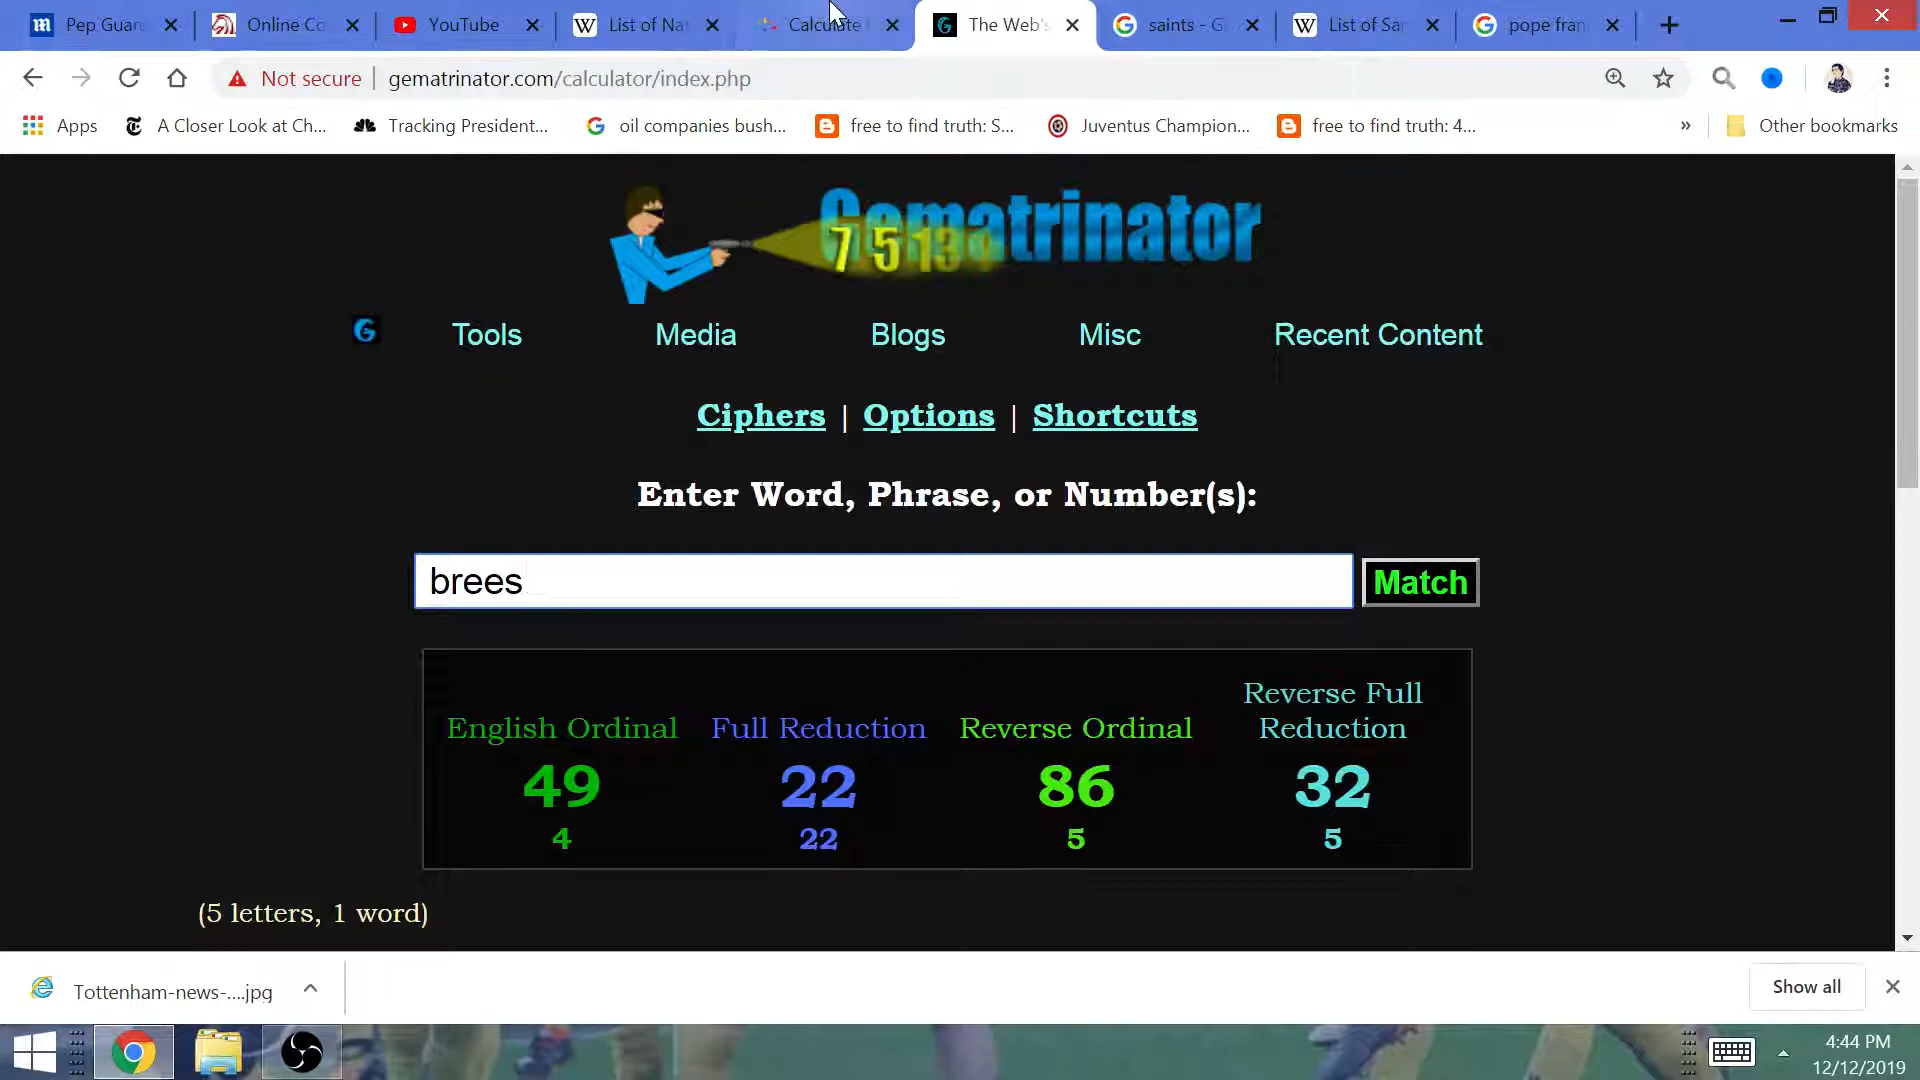 Pep Guar
Online Co
YouTube
List of Na
Calculate
The Web's
saints - G
List of Sa
pope fran
Not secure
gematrinator.com/calculator/index.php
Apps
A Closer Look at Ch...
Tracking President...
oil companies bush...
free to find truth: S...
Juventus Champion...
free to find truth: 4...
»
Other bookmarks
Gematrinator
7 5 13
Tools
Media
Blogs
Misc
Recent Content
Ciphers | Options | Shortcuts
Enter Word, Phrase, or Number(s):
brees
Match
English Ordinal
Full Reduction
Reverse Ordinal
Reverse Full
Reduction
49
22
86
32
4
22
5
5
(5 letters, 1 word)
Tottenham-news-....jpg
Show all
4:44 PM
12/12/2019